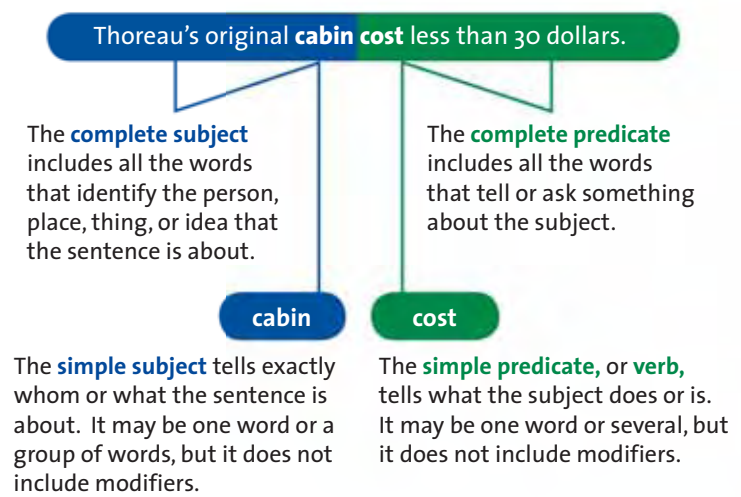 Thoreau's original cabin cost less than 30 dollars.
The complete subject
includes all the words
that identify the person,
place, thing, or idea that
the sentence is about.
The complete predicate
includes all the words
that tell or ask something
about the subject.
cabin
The simple subject tells exactly
whom or what the sentence is
about. It may be one word or a
group of words, but it does not
include modifiers.
cost
The simple predicate, or verb,
tells what the subject does or is.
It may be one word or several, but
it does not include modifiers.